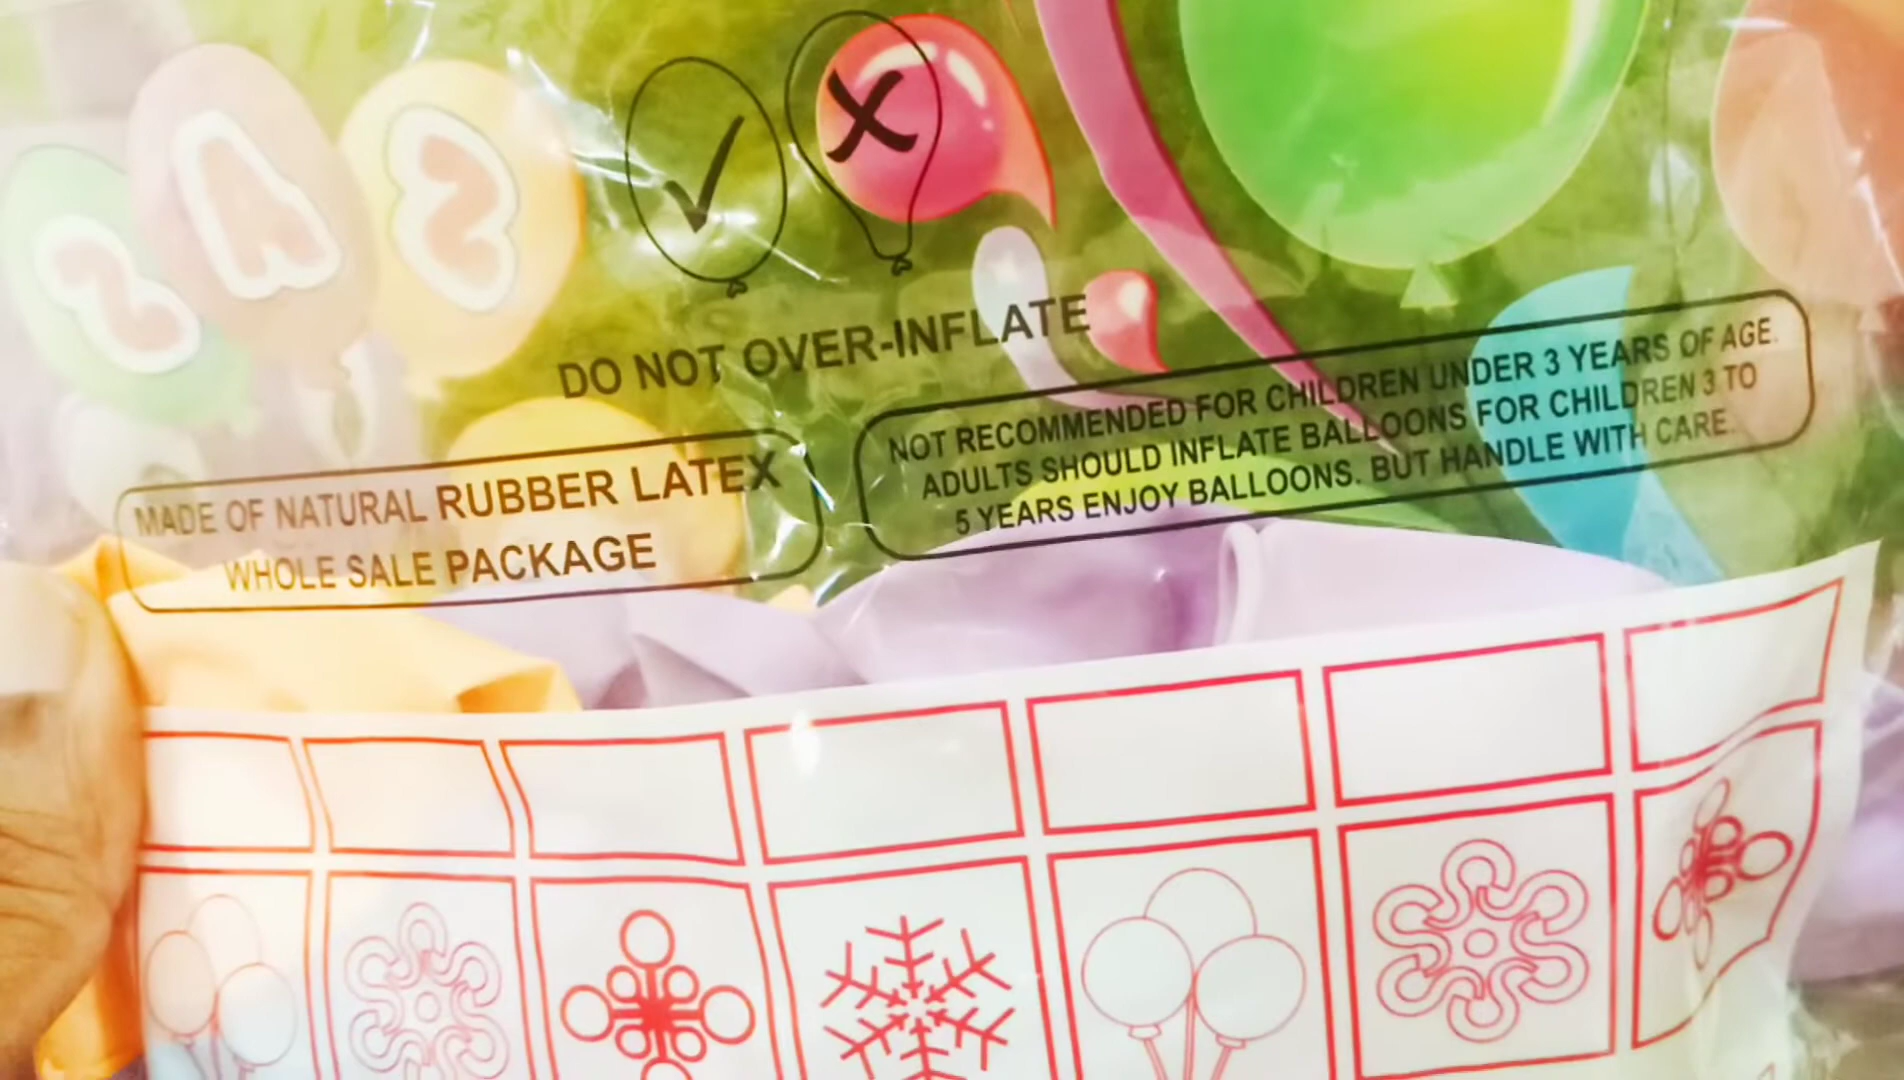 DO NOT OVER-INFLATE
MADE OF NATURAL RUBBER LATEX
WHOLE SALE PACKAGE
NOT RECOMMENDED FOR CHILDREN UNDER 3 YEARS OF AGE.
ADULTS SHOULD INFLATE BALLOONS FOR CHILDREN 3 TO
5 YEARS ENJOY BALLOONS. BUT HANDLE WITH CARE.